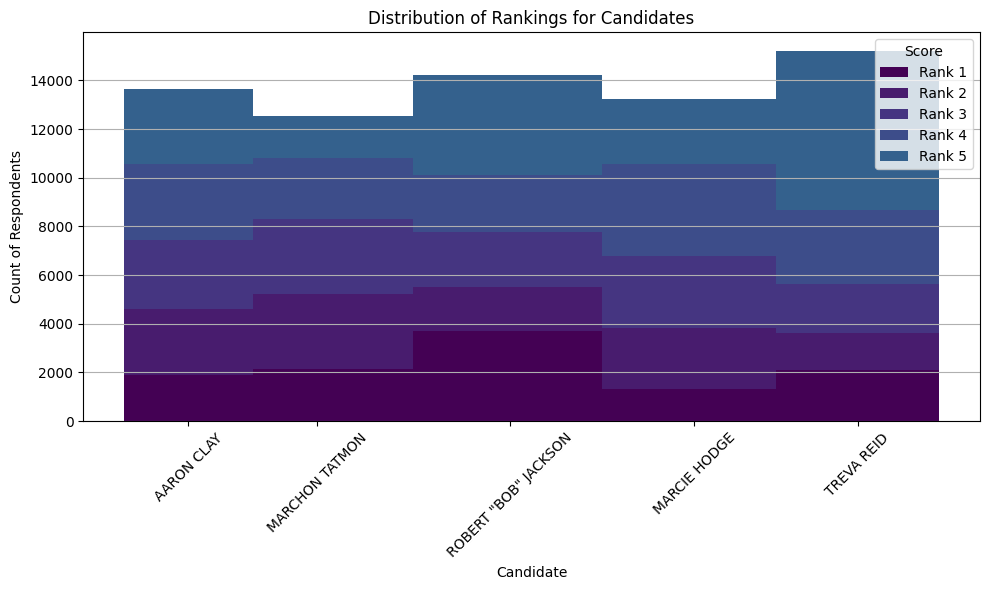 Distribution of Rankings for Candidates
Score
Rank 1
Rank 2
Rank 3
Rank 4
Rank 5
Count of Respondents
14000
12000
10000
8000
6000
4000
2000
0
AARON CLAY
MARCHON TATMON
ROBERT "BOB" JACKSON
MARCIE HODGE
TREVA REID
Candidate